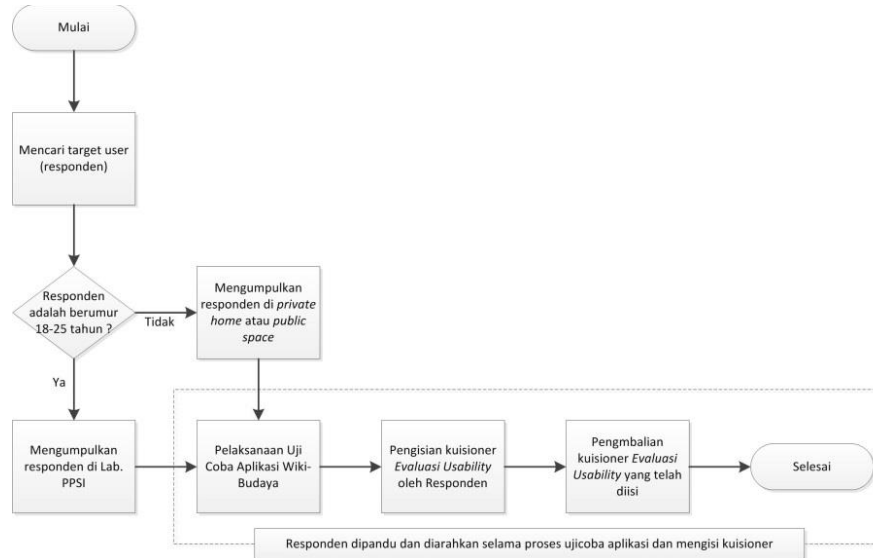 Mulai
Mencari target user
(responden)
Responden
adalah berumur
18-25 tahun ?
Tidak
Mengumpulkan
responden di private
home atau public
space
Ya
Mengumpulkan
responden di Lab.
PPSI
Pelaksanaan Uji
Coba Aplikasi Wiki-
Budaya
Pengisian kuisioner
Evaluasi Usability
oleh Responden
Pengmbalian
kuisioner Evaluasi
Usability yang telah
diisi
Selesai
Responden dipandu dan diarahkan selama proses ujicoba aplikasi dan mengisi kuisioner